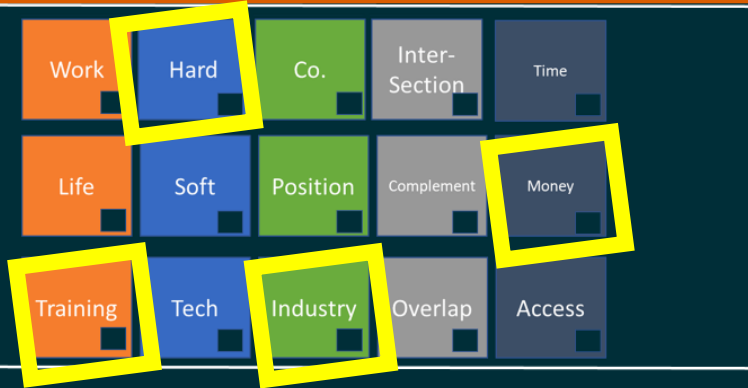 Work
Hard
Co.
Inter-
Section
Time
Life
Soft
Position
Complement
Money
Training
Tech
Industry
Overlap
Access